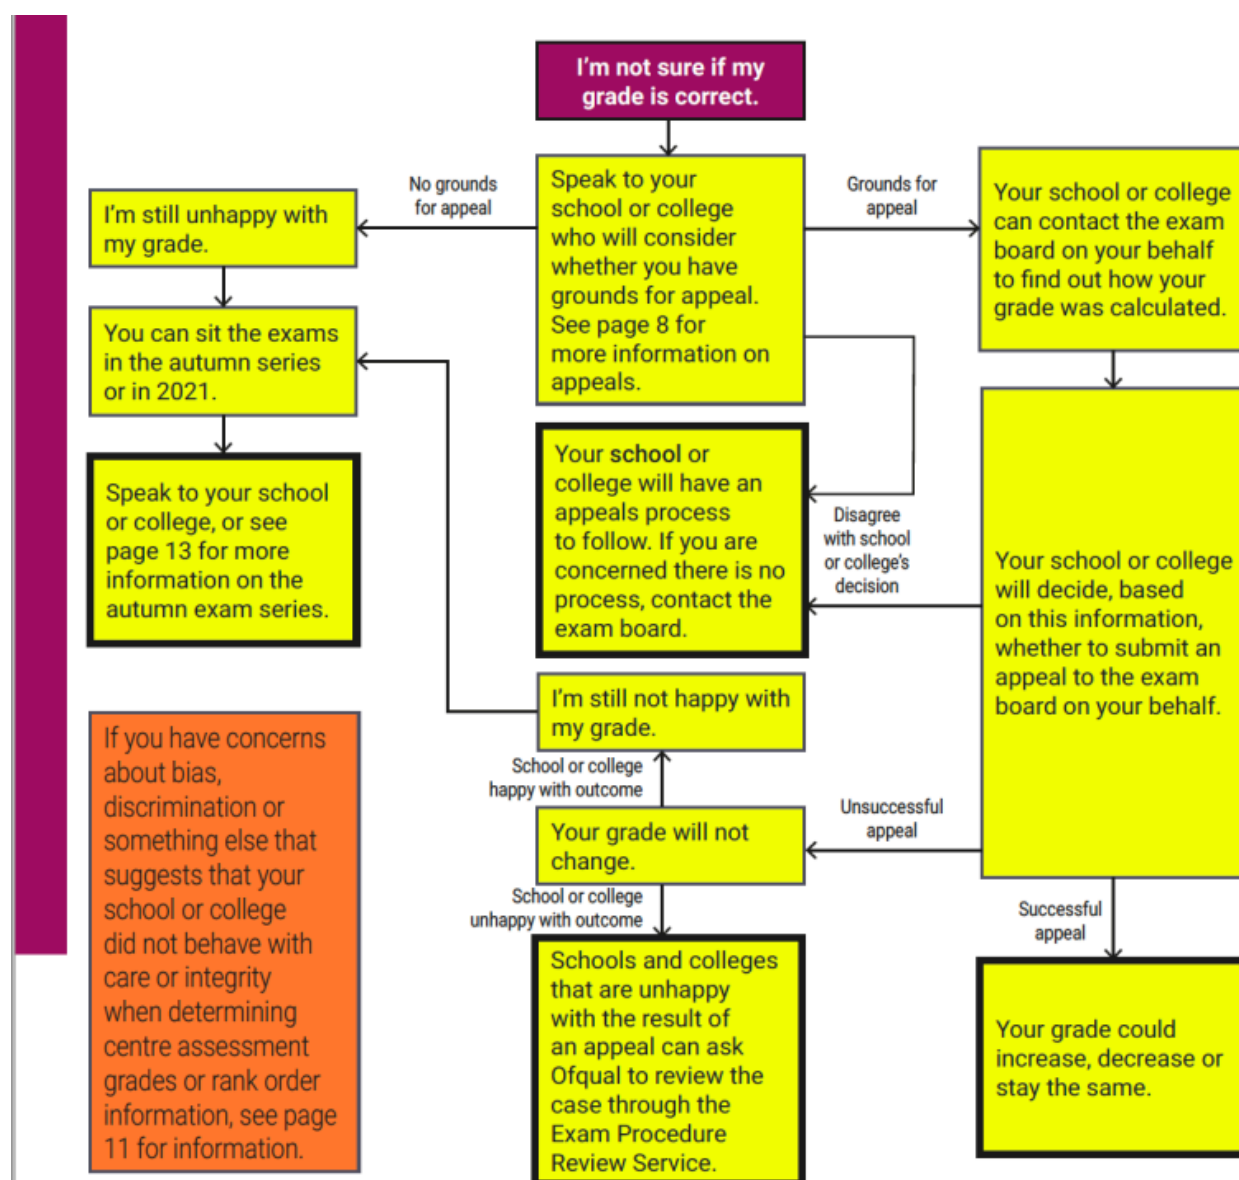 I'm not sure if my
grade is correct.
No grounds
for appeal
Speak to your
school or college
who will consider
whether you have
grounds for appeal.
See page 8 for
more information on
appeals.
Grounds for
appeal
Your school or college
can contact the exam
board on your behalf
to find out how your
grade was calculated.
I'm still unhappy with
my grade.
You can sit the exams
in the autumn series
or in 2021.
Speak to your school
or college, or see
page 13 for more
information on the
autumn exam series.
Your school or
college will have an
appeals process
to follow. If you are
concerned there is no
process, contact the
exam board.
Disagree
with school
or college's
decision
Your school or college
will decide, based
on this information,
whether to submit an
appeal to the exam
board on your behalf.
I'm still not happy with
my grade.
School or college
happy with outcome
Your grade will not
change.
Unsuccessful
appeal
School or college
unhappy with outcome
Schools and colleges
that are unhappy
with the result of
an appeal can ask
Ofqual to review the
case through the
Exam Procedure
Review Service.
Successful
appeal
Your grade could
increase, decrease or
stay the same.
If you have concerns
about bias,
discrimination or
something else that
suggests that your
school or college
did not behave with
care or integrity
when determining
centre assessment
grades or rank order
information, see page
11 for information.